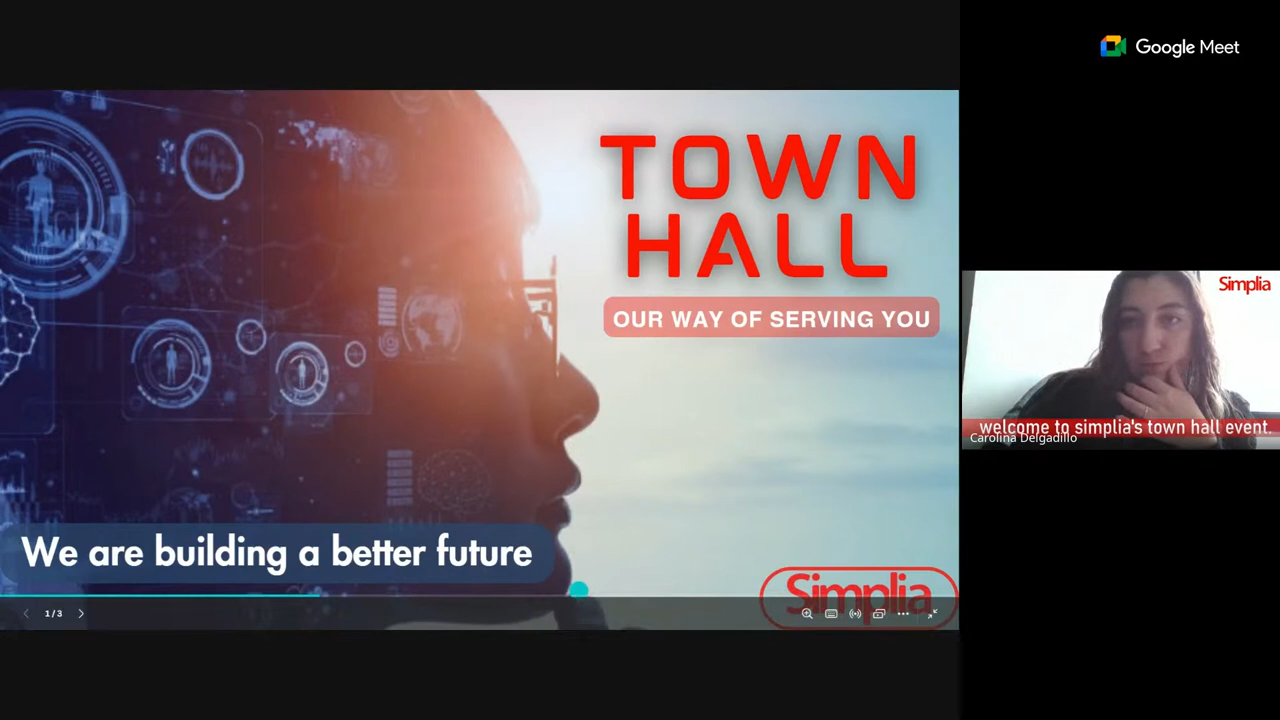 Google Meet
TOWN
HALL
OUR WAY OF SERVING YOU
We are building a better future
Simplia
1/3
Simplia
welcome to simplia's town hall event.
Carolina Delgadillo